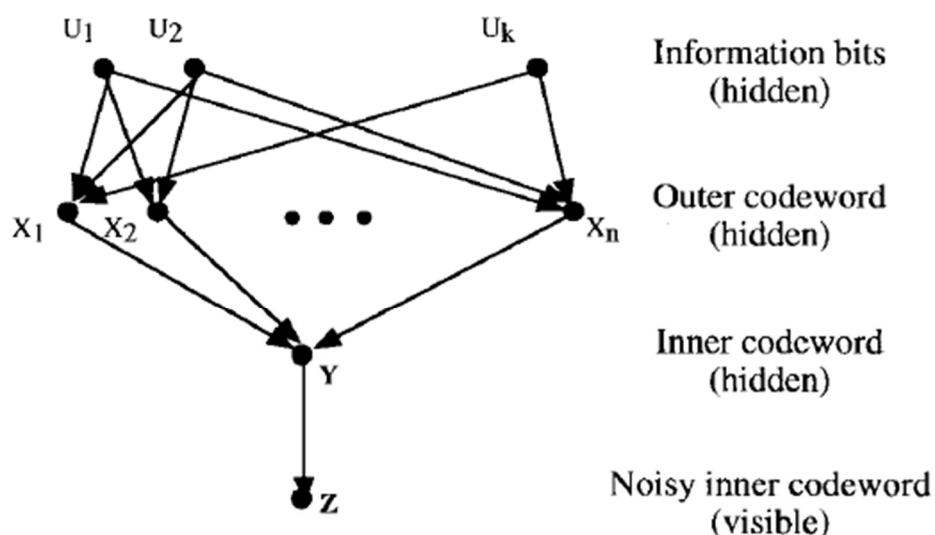 U1 U2 Uk
Information bits
(hidden)
X1 X2 Xn
Outer codeword
(hidden)
Inner codeword
(hidden)
Y
Z
Noisy inner codeword
(visible)